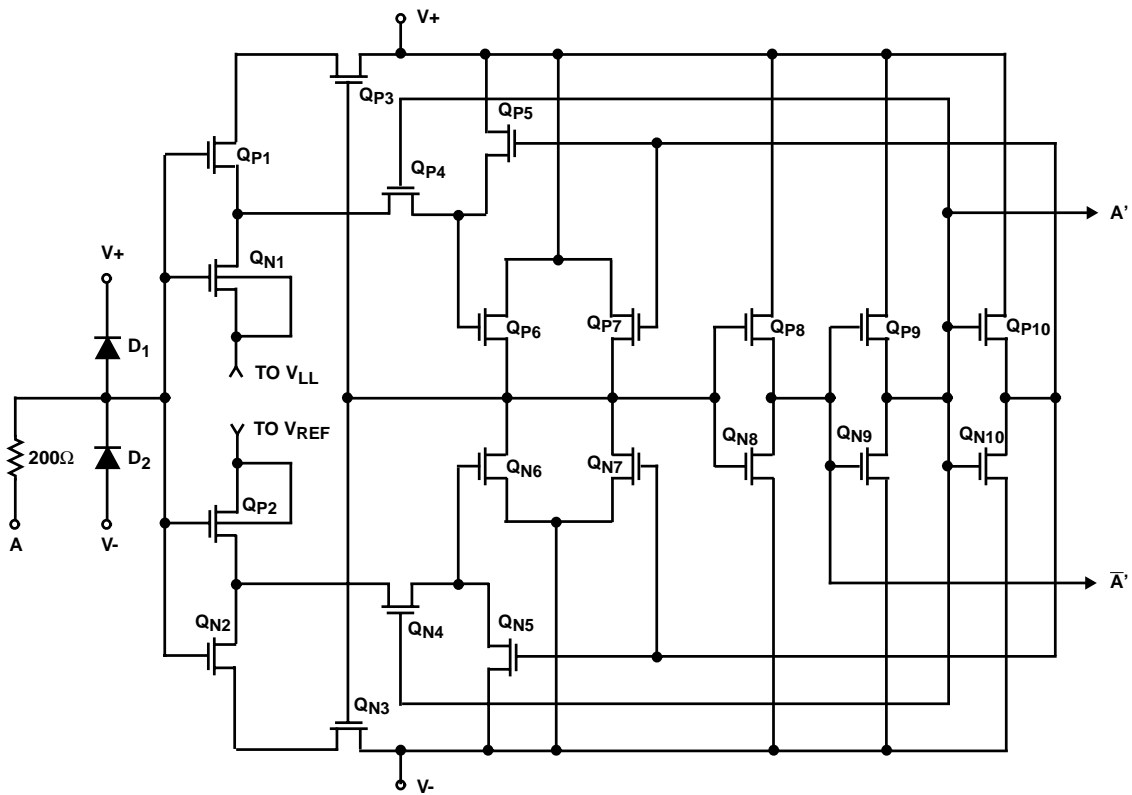 V+
QP3
QP5
QP1
QP4
A'
V+
QN1
QP6
QP7
QP8
QP9
QP10
D1
TO VLL
TO VREF
200Ω
D2
QN6
QN7
QN8
QN9
QN10
QP2
A
V-
A̅'
QN2
QN4
QN5
QN3
V-